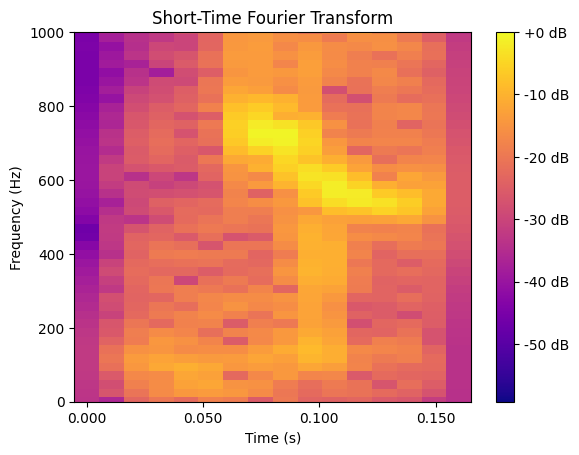 Short-Time Fourier Transform
1000
800
600
400
200
0
Frequency (Hz)
0.000
0.050
0.100
0.150
Time (s)
+0 dB
-10 dB
-20 dB
-30 dB
-40 dB
-50 dB